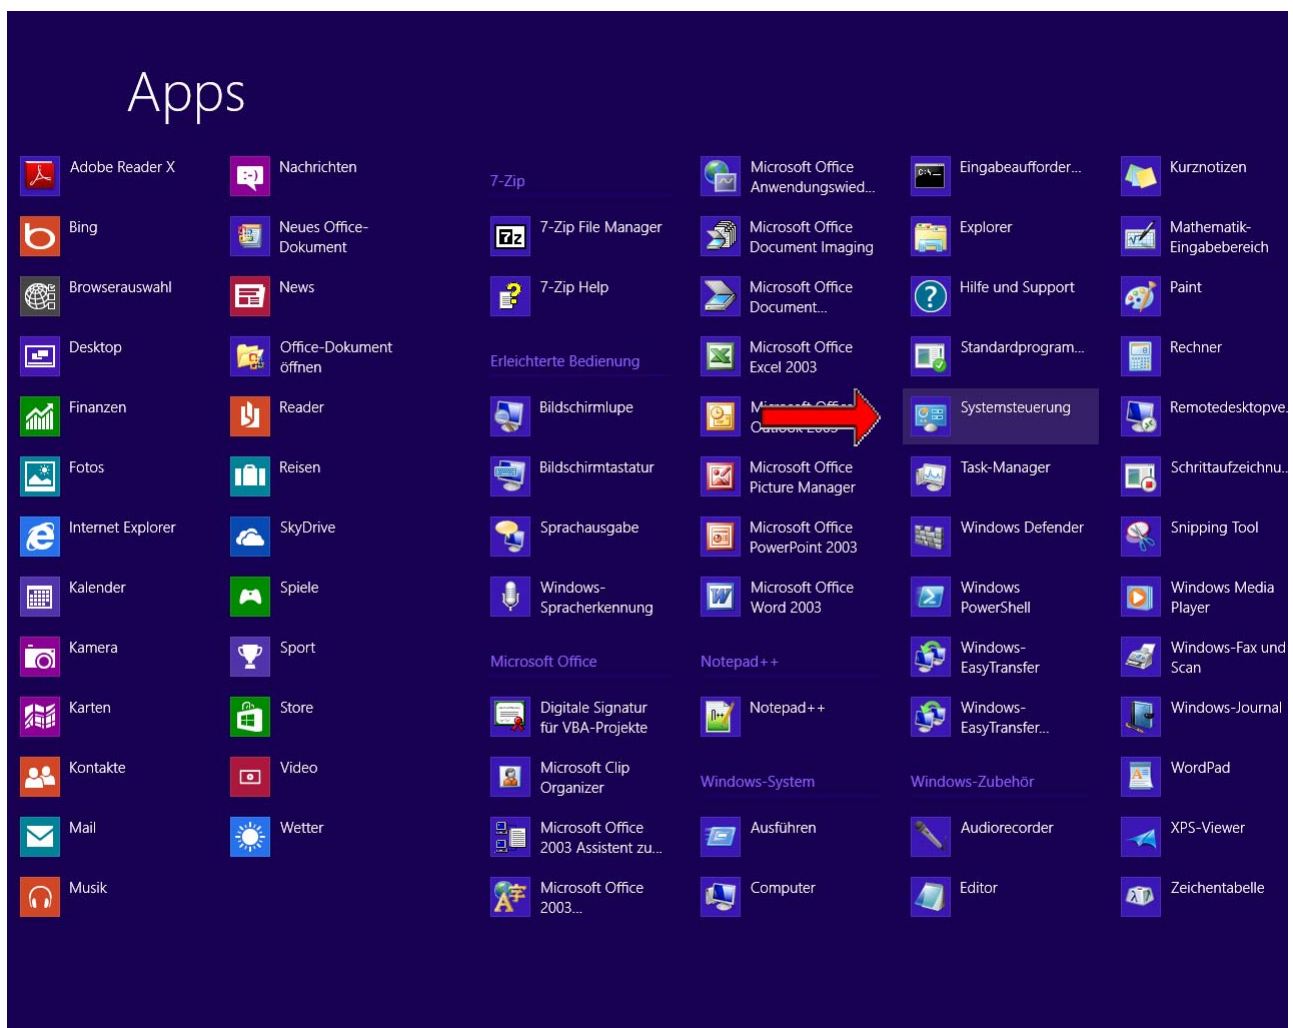 Apps
Adobe Reader X
Bing
Browserauswahl
Desktop
Finanzen
Fotos
Internet Explorer
Kalender
Kamera
Karten
Kontakte
Mail
Musik
Nachrichten
Neues Office-
Dokument
News
Office-Dokument
öffnen
Reader
Reisen
SkyDrive
Spiele
Sport
Store
Video
Wetter
7-Zip
7-Zip File Manager
7-Zip Help
Erleichterte Bedienung
Bildschirmlupe
Bildschirmtastatur
Sprachausgabe
Windows-
Spracherkennung
Microsoft Office
Digitale Signatur
für VBA-Projekte
Microsoft Clip
Organizer
Microsoft Office
2003 Assistent zu...
Microsoft Office
2003...
Microsoft Office
Anwendungswied...
Microsoft Office
Document Imaging
Microsoft Office
Document...
Microsoft Office
Excel 2003
Microsoft Office
Outlook 2003
Microsoft Office
Picture Manager
Microsoft Office
PowerPoint 2003
Microsoft Office
Word 2003
Notepad++
Notepad++
Windows-System
Ausführen
Computer
Eingabeaufforder...
Explorer
Hilfe und Support
Standardprogram...
Systemsteuerung
Task-Manager
Windows Defender
Windows
PowerShell
Windows-
EasyTransfer
Windows-
EasyTransfer...
Windows-Zubehör
Audiorecorder
Editor
Kurznotizen
Mathematik-
Eingabebereich
Paint
Rechner
Remotedesktopve.
Schrittaufzeichnu..
Snipping Tool
Windows Media
Player
Windows-Fax und
Scan
Windows-Journal
WordPad
XPS-Viewer
Zeichentabelle